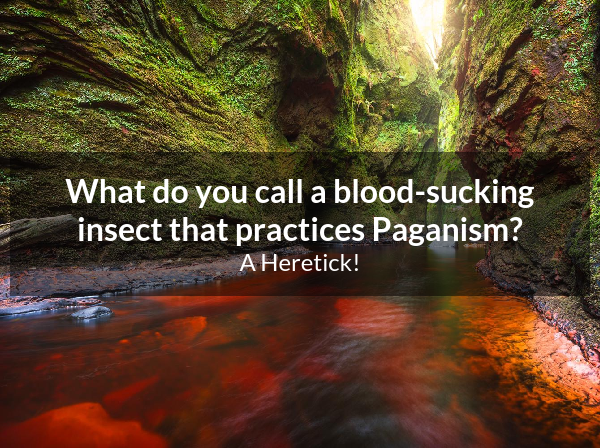 What do you call a blood-sucking
insect that practices Paganism?
A Heretick!